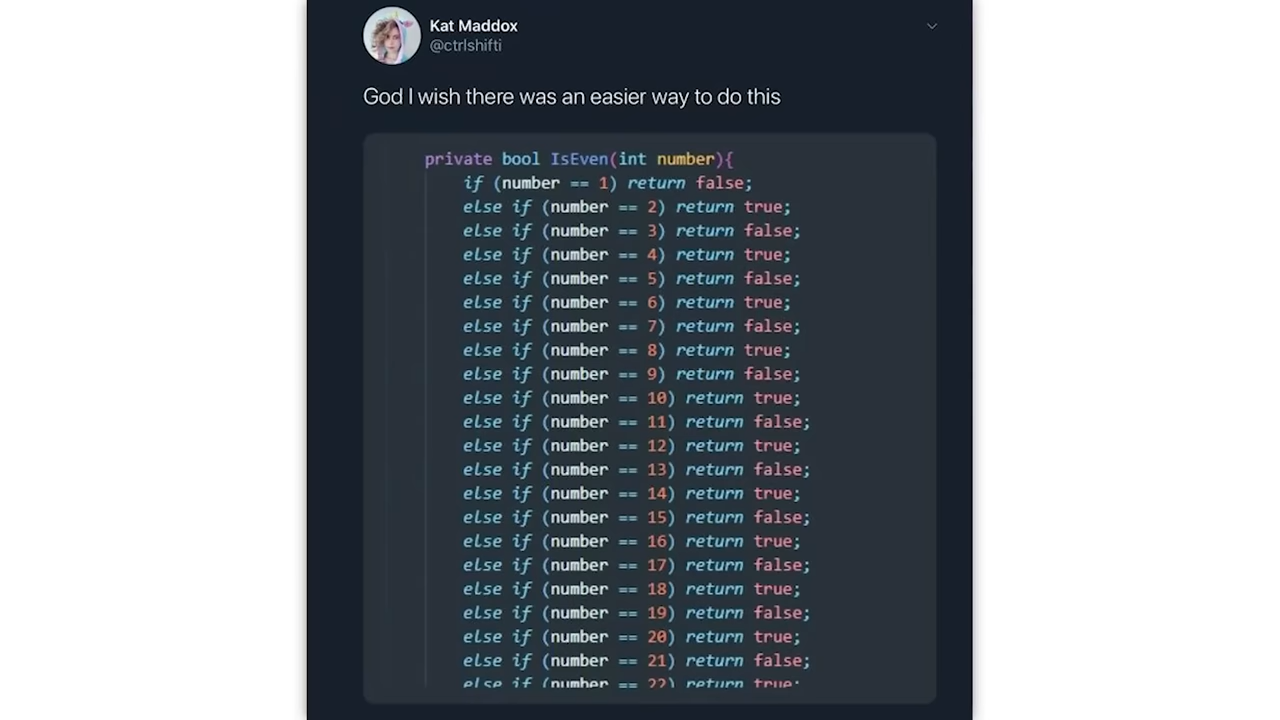 Kat Maddox
@ctrlshifti
God I wish there was an easier way to do this
private bool IsEven(int number){
if (number == 1) return false;
else if (number == 2) return true;
else if (number == 3) return false;
else if (number == 4) return true;
else if (number == 5) return false;
else if (number == 6) return true;
else if (number == 7) return false;
else if (number == 8) return true;
else if (number == 9) return false;
else if (number == 10) return true;
else if (number == 11) return false;
else if (number == 12) return true;
else if (number == 13) return false;
else if (number == 14) return true;
else if (number == 15) return false;
else if (number == 16) return true;
else if (number == 17) return false;
else if (number == 18) return true;
else if (number == 19) return false;
else if (number == 20) return true;
else if (number == 21) return false;
else if (number == 22) return true;